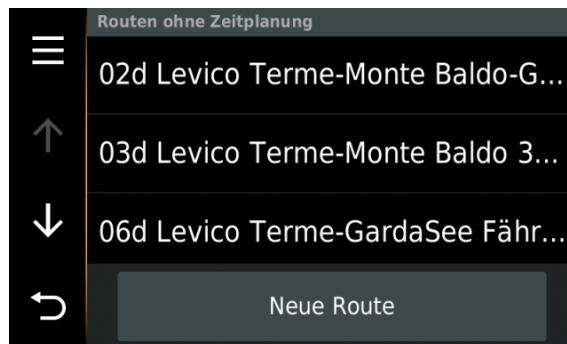 Routen ohne Zeitplanung
02d Levico Terme-Monte Baldo-G...
03d Levico Terme-Monte Baldo 3...
06d Levico Terme-GardaSee Fähr...
Neue Route